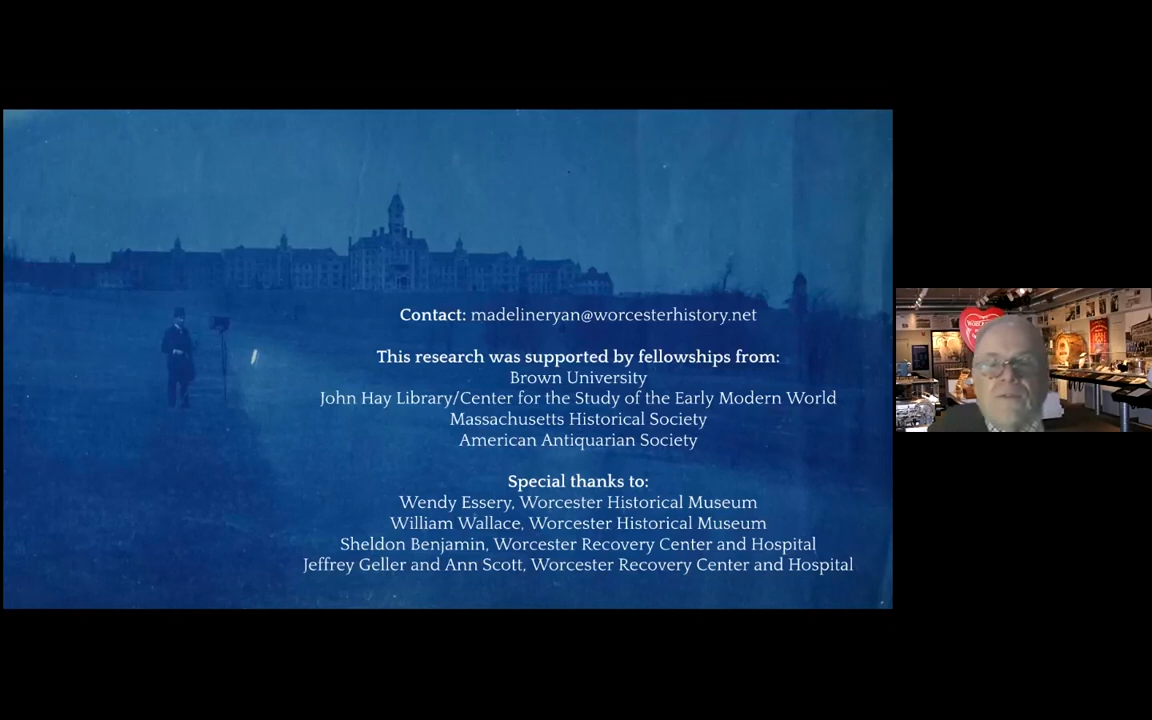 Contact: madelineryan@worcesterhistory.net
This research was supported by fellowships from:
Brown University
John Hay Library/Center for the Study of the Early Modern World
Massachusetts Historical Society
American Antiquarian Society
Special thanks to:
Wendy Essery, Worcester Historical Museum
William Wallace, Worcester Historical Museum
Sheldon Benjamin, Worcester Recovery Center and Hospital
Jeffrey Geller and Ann Scott, Worcester Recovery Center and Hospital